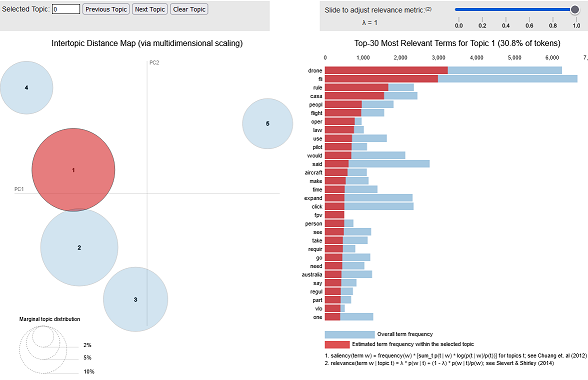 Selected Topic: 0 Previous Topic Next Topic Clear Topic
Slide to adjust relevance metric:(2)
λ = 1
0.0 0.2 0.4 0.6 0.8 1.0
Intertopic Distance Map (via multidimensional scaling)
PC2
PC1
4
5
1
2
3
Marginal topic distribution
2%
5%
10%
Top-30 Most Relevant Terms for Topic 1 (30.8% of tokens)
0 1,000 2,000 3,000 4,000 5,000 6,000 7,
drone
fli
rule
casa
peopl
flight
oper
law
use
pilot
would
said
aircraft
make
time
expand
click
fpv
person
see
take
requir
go
need
australia
say
regul
part
vlo
one
Overall term frequency
Estimated term frequency within the selected topic
1. saliency(term w) = frequency(w) * [sum_t p(t | w) * log(p(t | w)/p(t))] for topics t; see Chuang et. al (2012)
2. relevance(term w | topic t) = λ * p(w | t) + (1 - λ) * p(w | t)/p(w); see Sievert & Shirley (2014)